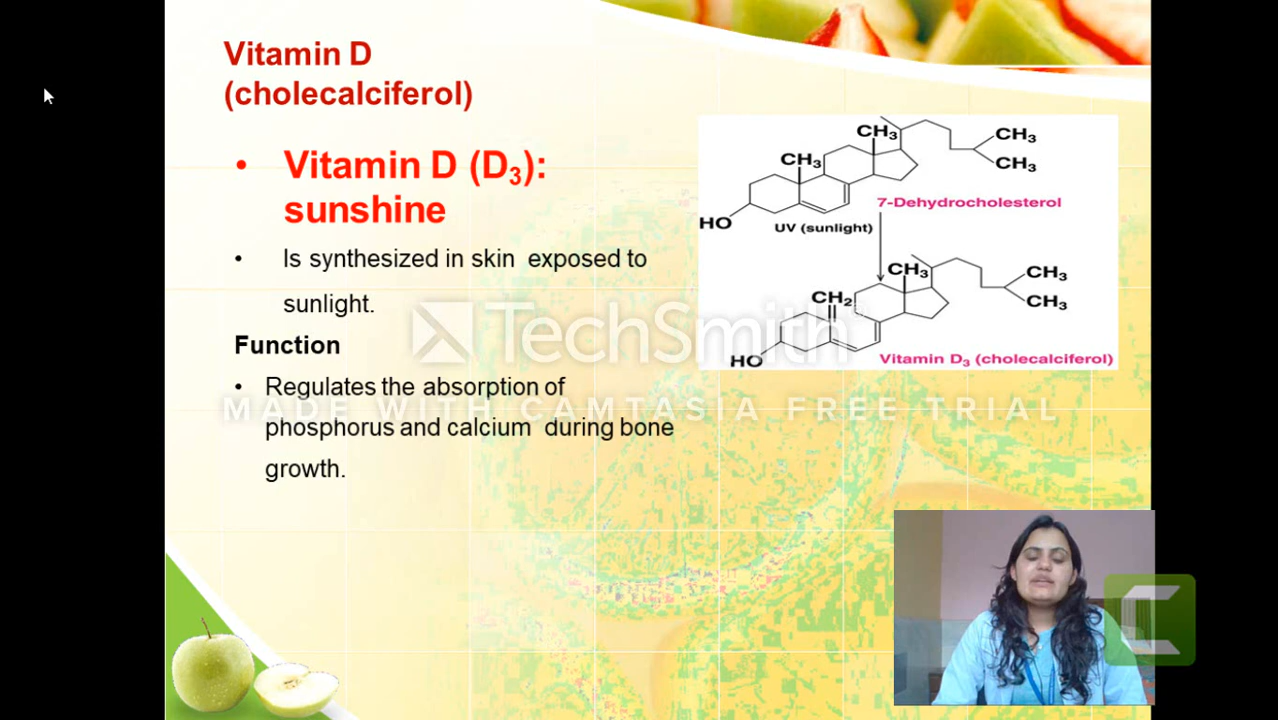 Vitamin D
(cholecalciferol)
• Vitamin D (D₃):
sunshine
• Is synthesized in skin exposed to
sunlight.
Function
• Regulates the absorption of
phosphorus and calcium during bone
growth.
CH₃
CH₃
CH₃
CH₃
HO
7-Dehydrocholesterol
UV (sunlight)
CH₃
CH₃
CH₂
CH₃
HO
Vitamin D₃ (cholecalciferol)
TechSmith
MADE WITH CAMTASIA FREE TRIAL